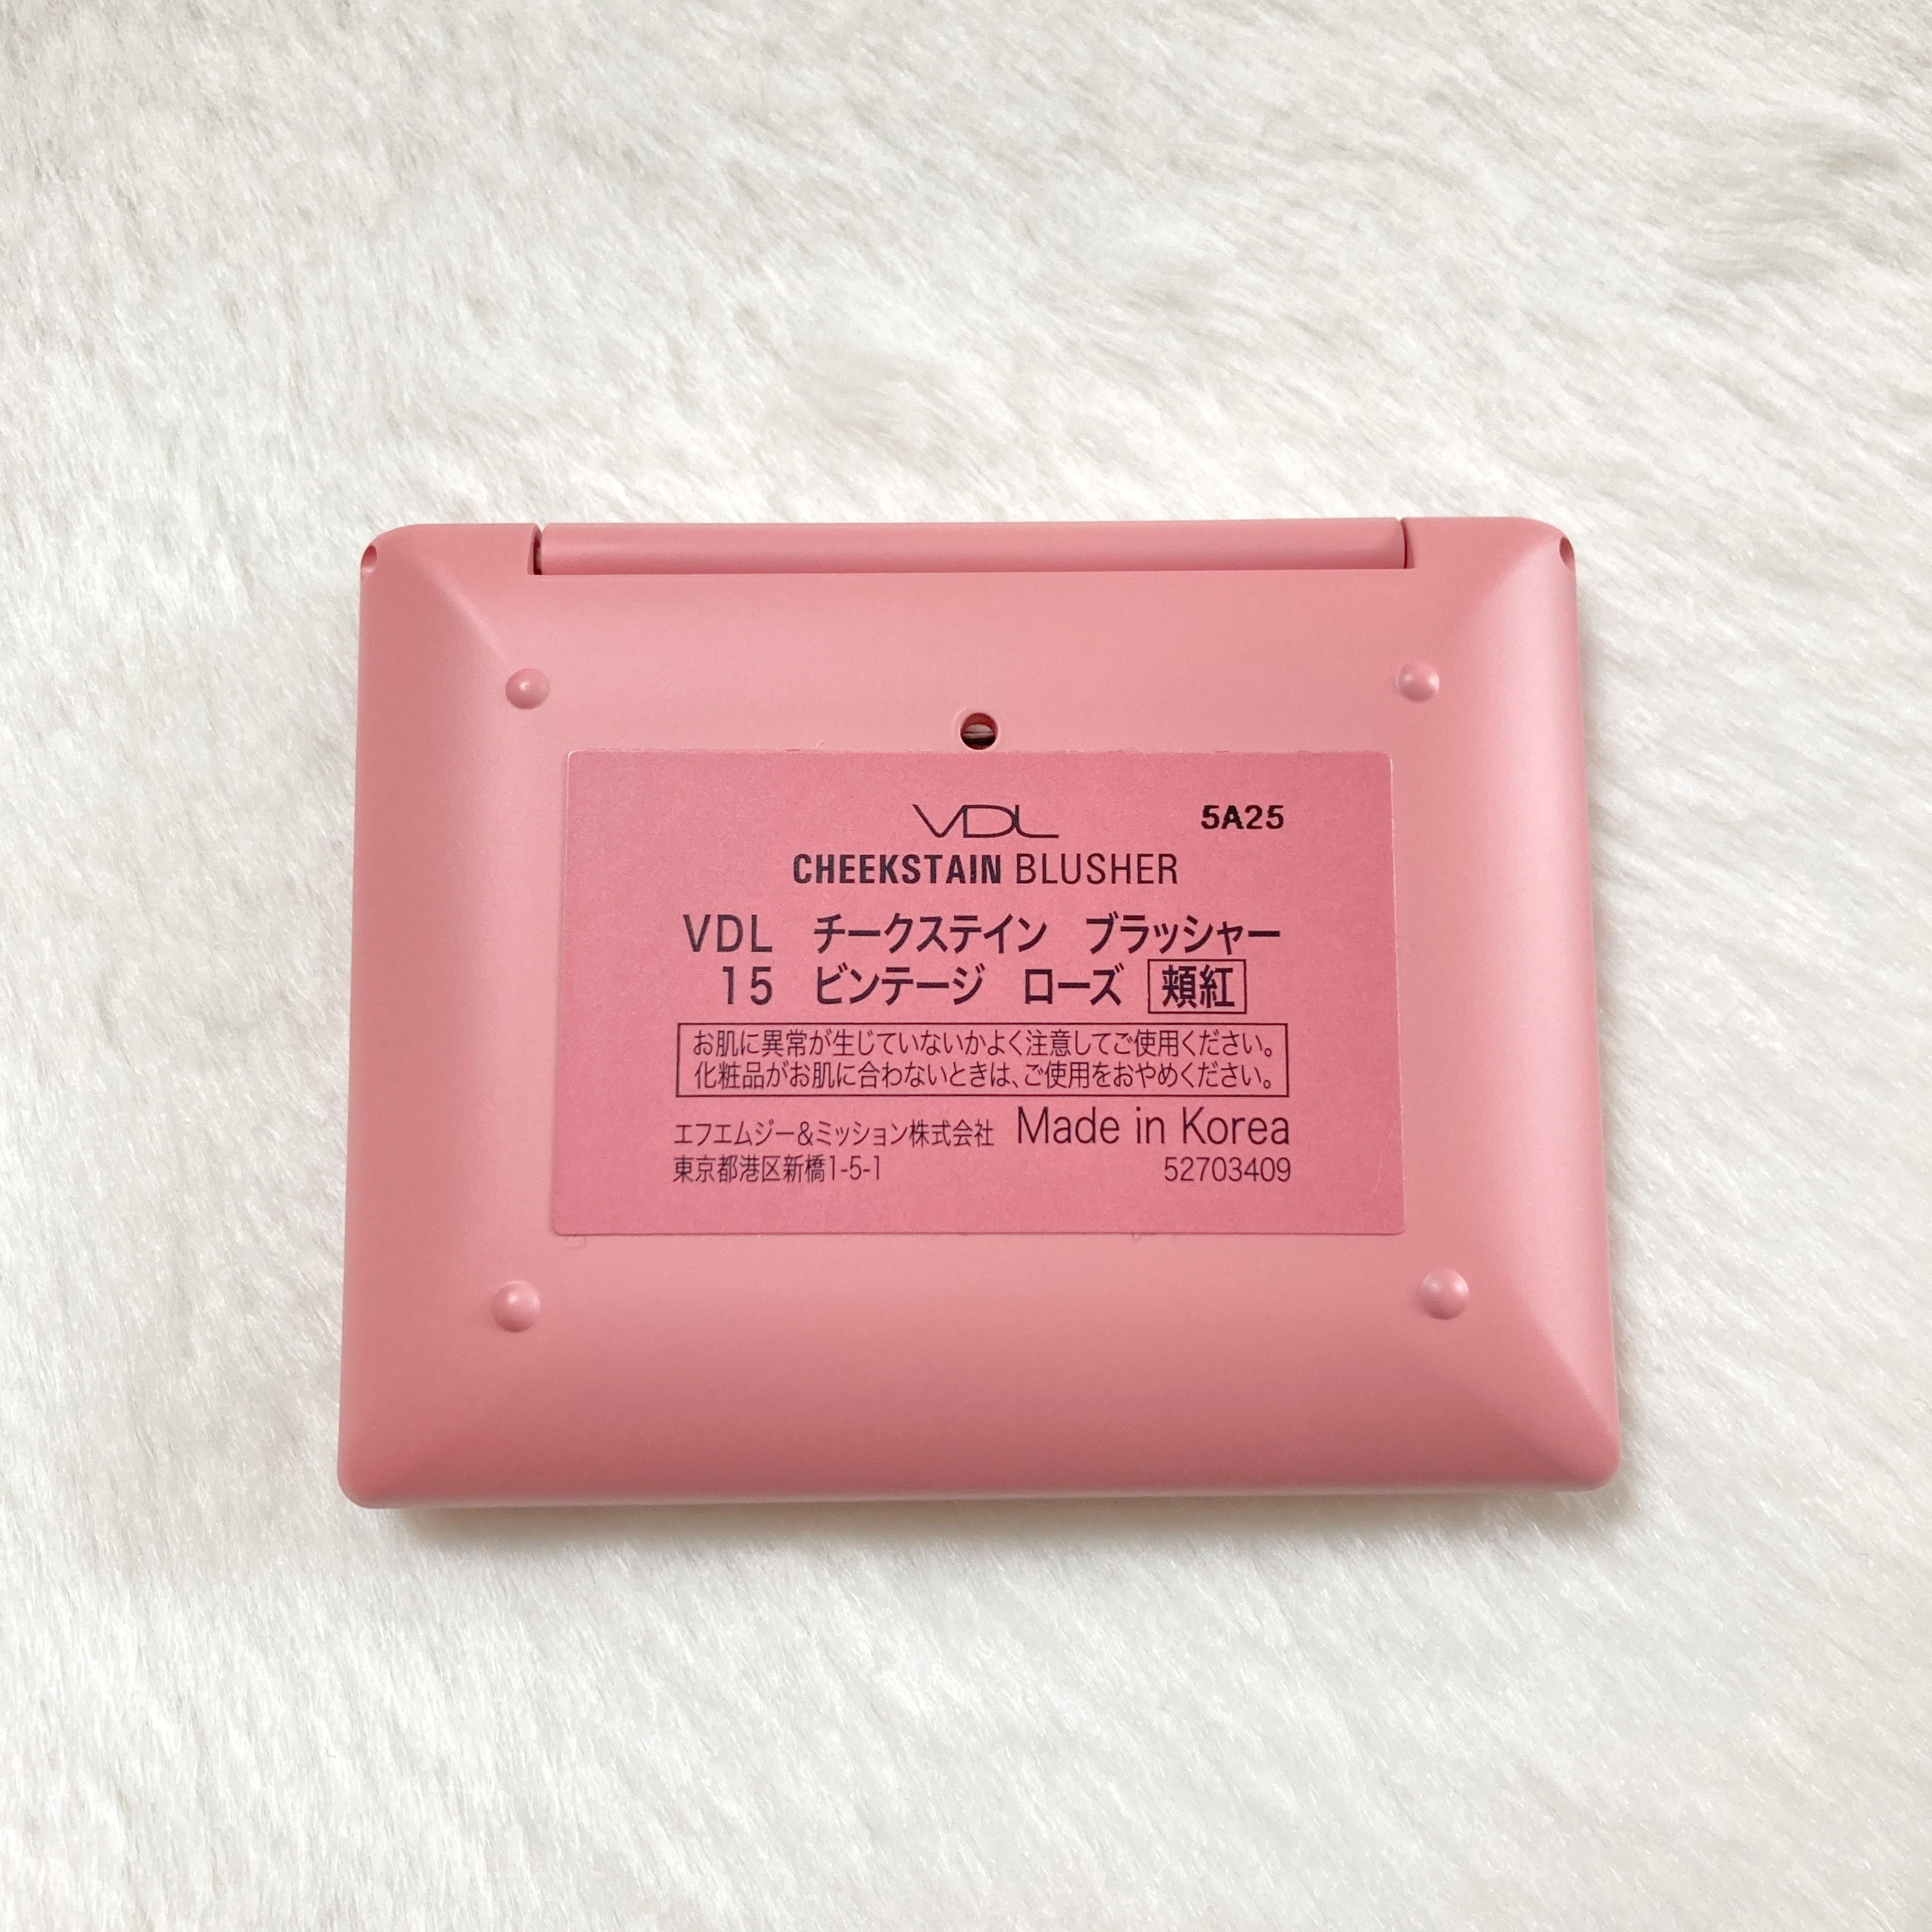 VDL 5A25
CHEEKSTAIN BLUSHER
VDL チークステイン ブラッシャー
15 ビンテージ ローズ 頬紅
お肌に異常が生じていないかよく注意してご使用ください。
化粧品がお肌に合わないときは、ご使用をおやめください。
エフエムジー&ミッション株式会社 Made in Korea
東京都港区新橋1-5-1 52703409